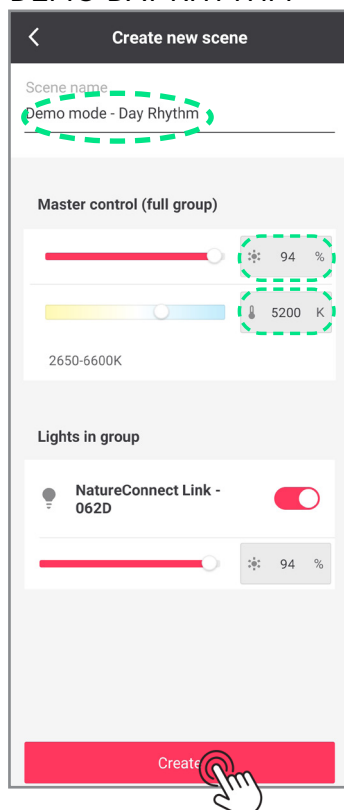 Create new scene
Scene name
Demo mode - Day Rhythm
Master control (full group)
94 %
5200 K
2650-6600K
Lights in group
NatureConnect Link -
062D
94 %
Create